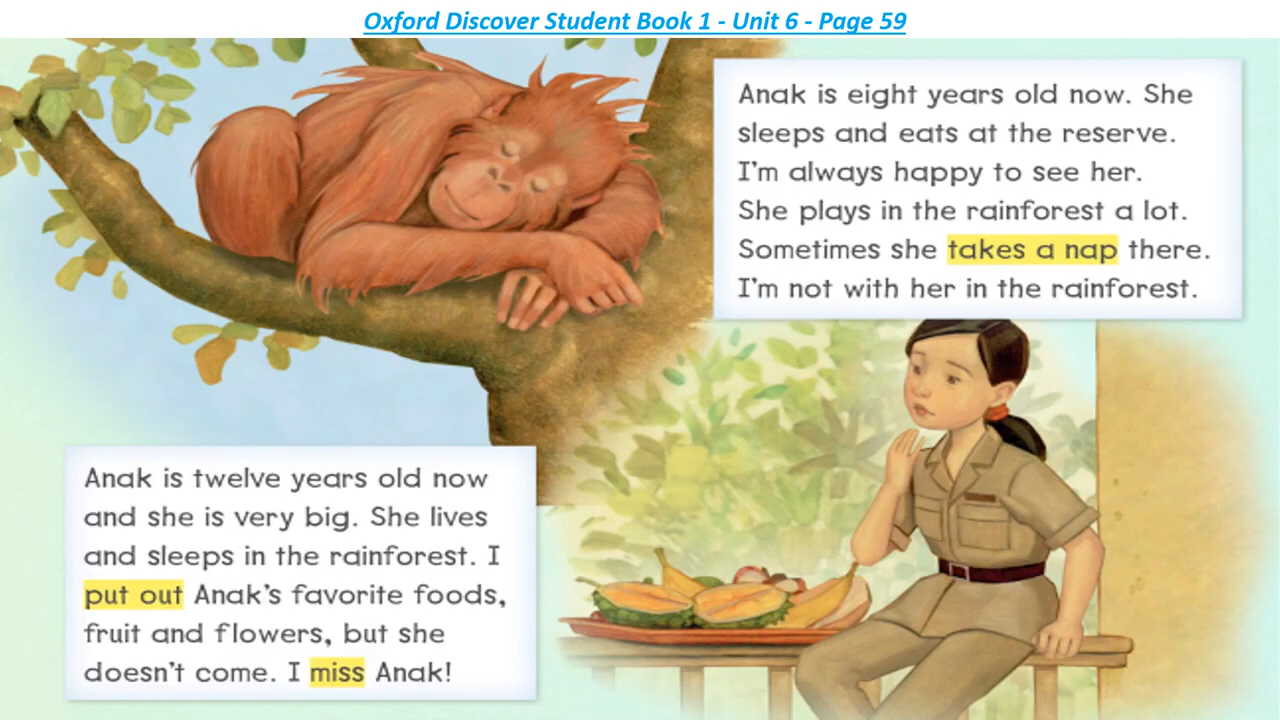 Oxford Discover Student Book 1 - Unit 6 - Page 59
Anak is eight years old now. She
sleeps and eats at the reserve.
I'm always happy to see her.
She plays in the rainforest a lot.
Sometimes she takes a nap there.
I'm not with her in the rainforest.
Anak is twelve years old now
and she is very big. She lives
and sleeps in the rainforest. I
put out Anak's favorite foods,
fruit and flowers, but she
doesn't come. I miss Anak!